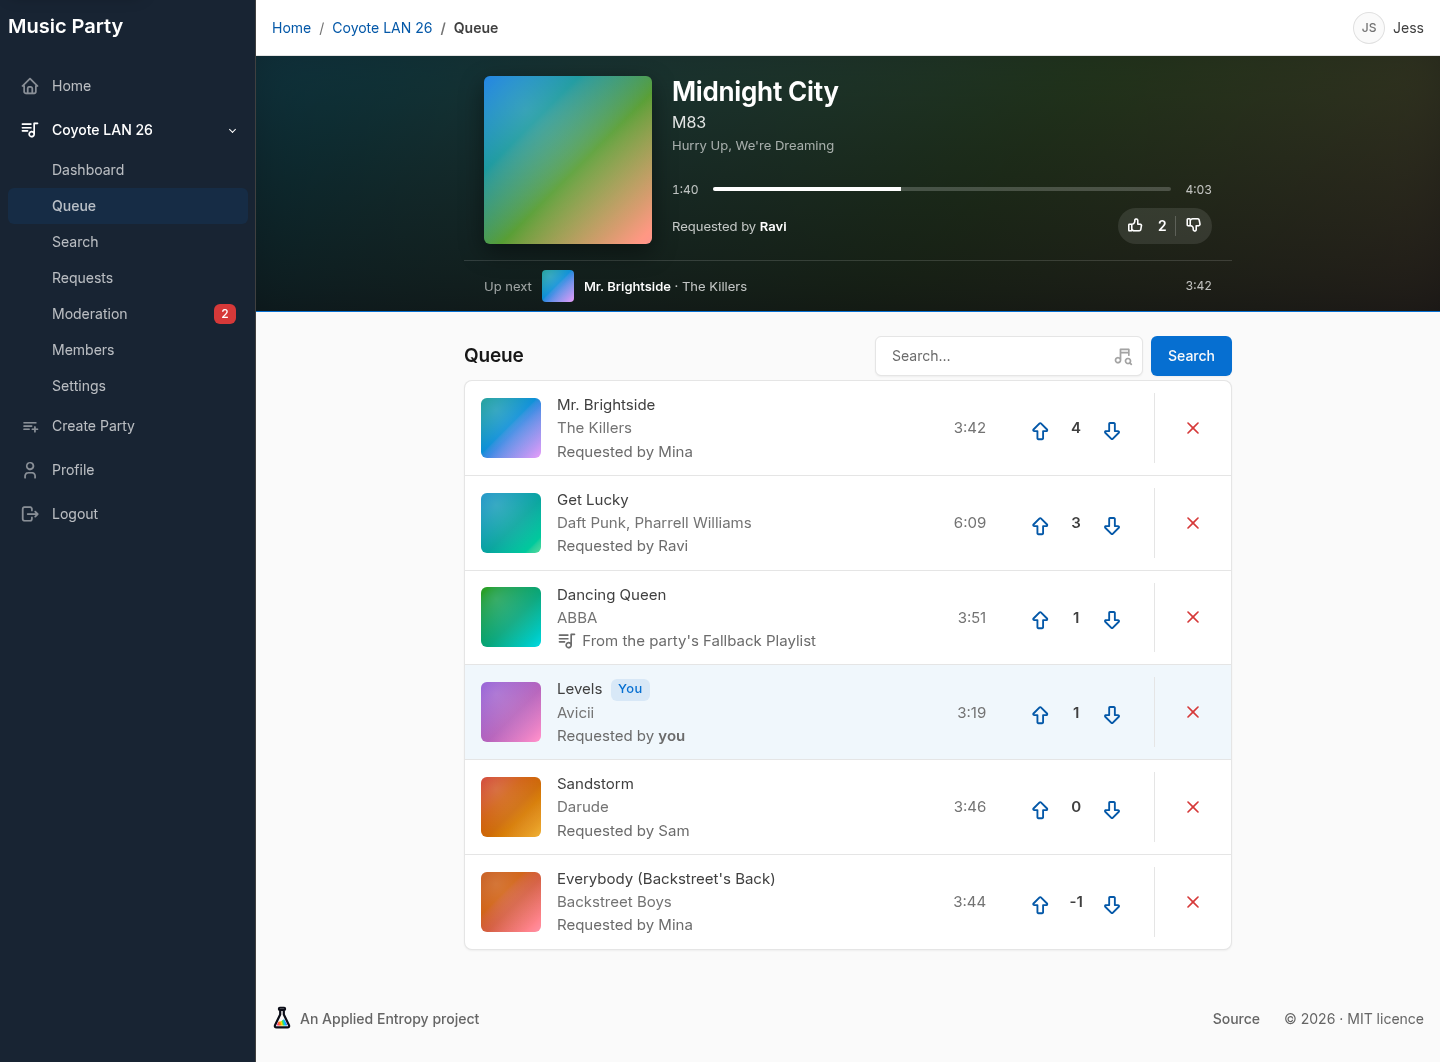 Music Party
Home
Coyote LAN 26
Dashboard
Queue
Search
Requests
Moderation 2
Members
Settings
Create Party
Profile
Logout
Home / Coyote LAN 26 / Queue
JS Jess
Midnight City
M83
Hurry Up, We're Dreaming
1:40 4:03
Requested by Ravi 2
Up next Mr. Brightside · The Killers 3:42
Queue Search... Search
Mr. Brightside
The Killers 3:42 4
Requested by Mina
Get Lucky
Daft Punk, Pharrell Williams 6:09 3
Requested by Ravi
Dancing Queen
ABBA 3:51 1
From the party's Fallback Playlist
Levels You
Avicii 3:19 1
Requested by you
Sandstorm
Darude 3:46 0
Requested by Sam
Everybody (Backstreet's Back)
Backstreet Boys 3:44 -1
Requested by Mina
An Applied Entropy project Source © 2026 · MIT licence